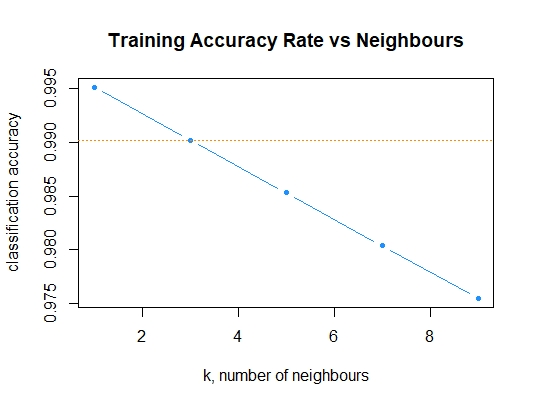 Training Accuracy Rate vs Neighbours
classification accuracy
0.995
0.990
0.985
0.980
0.975
2 4 6 8
k, number of neighbours